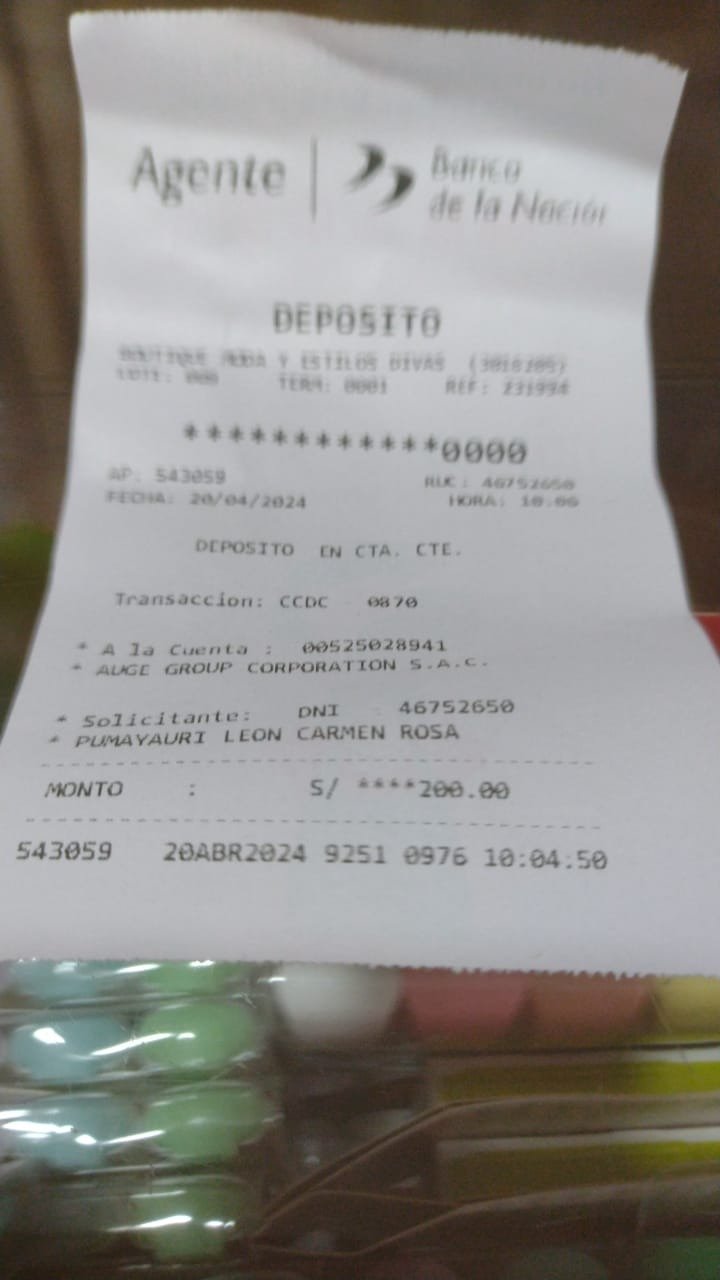 Agente | Banco
de la Nación
DEPOSITO
BOUTIQUE MODA Y ESTILOS DIVAS
LOTE: 000 TERM: 0001 REF: 231994
************0000
AP: 543059 RUC: 46752650
FECHA: 20/04/2024 HORA: 10:06
DEPOSITO EN CTA. CTE.
Transaccion: CCDC 0870
* A la Cuenta : 00525028941
* AUGE GROUP CORPORATION S.A.C.
* Solicitante: DNI 46752650
* PUMAYAURI LEON CARMEN ROSA
MONTO : S/ ****200.00
543059 20ABR2024 9251 0976 10:04:50